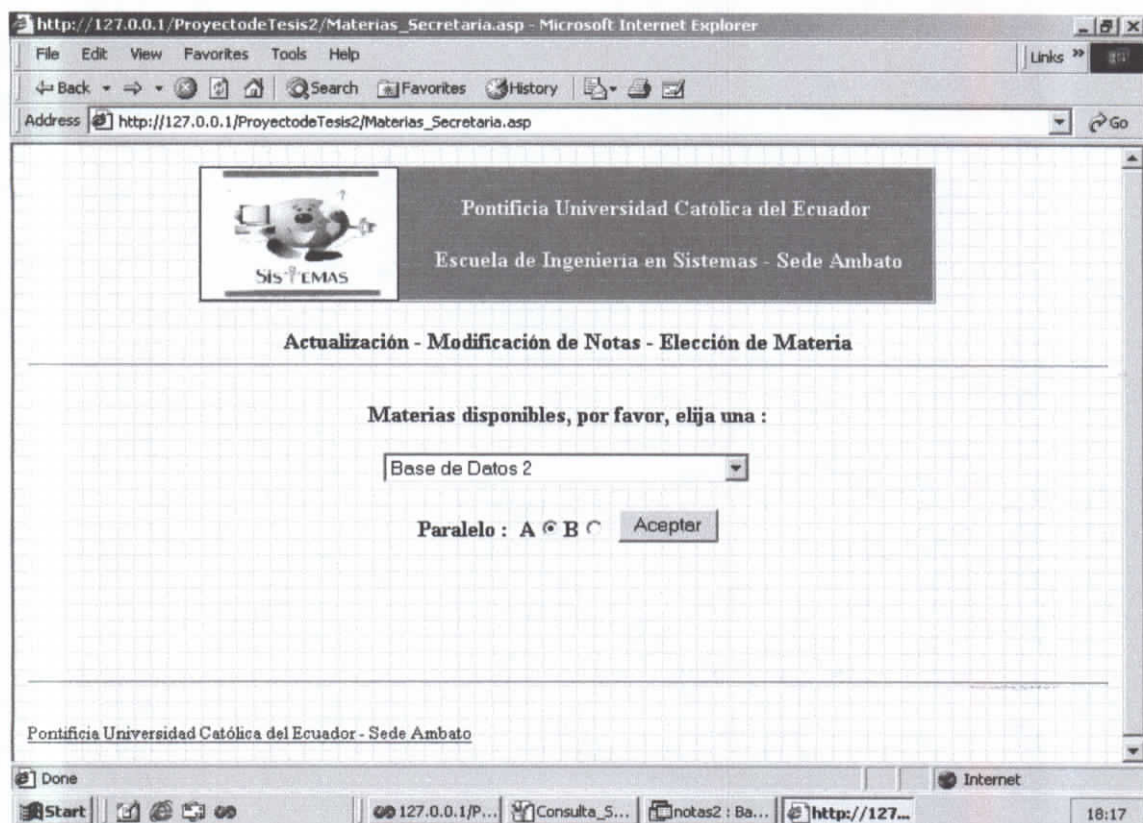 http://127.0.0.1/ProyectodeTesis2/Materias_Secretaria.asp - Microsoft Internet Explorer
File Edit View Favorites Tools Help Links »
Back Search Favorites History
Address http://127.0.0.1/ProyectodeTesis2/Materias_Secretaria.asp Go
SisTEMAS
Pontificia Universidad Católica del Ecuador
Escuela de Ingeniería en Sistemas - Sede Ambato
Actualización - Modificación de Notas - Elección de Materia
Materias disponibles, por favor, elija una :
Base de Datos 2
Paralelo : A B Aceptar
Pontificia Universidad Católica del Ecuador - Sede Ambato
Done Internet
Start 127.0.0.1/P... Consulta_S... notas2 : Ba... http://127... 18:17